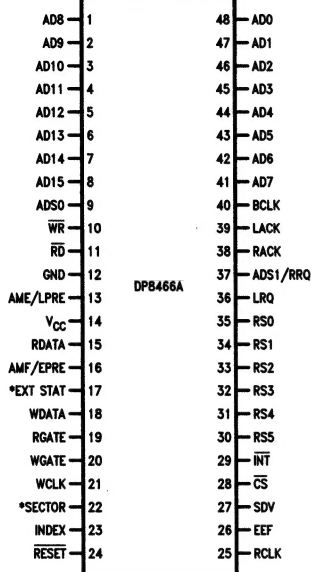 AD8 1 48 AD0
AD9 2 47 AD1
AD10 3 46 AD2
AD11 4 45 AD3
AD12 5 44 AD4
AD13 6 43 AD5
AD14 7 42 AD6
AD15 8 41 AD7
ADS0 9 40 BCLK
W̅R̅ 10 39 LACK
R̅D̅ 11 38 RACK
GND 12 37 ADS1/RRQ
DP8466A
AME/LPRE 13 36 LRQ
VCC 14 35 RS0
RDATA 15 34 RS1
AMF/EPRE 16 33 RS2
*EXT STAT 17 32 RS3
WDATA 18 31 RS4
RGATE 19 30 RS5
WGATE 20 29 I̅N̅T̅
WCLK 21 28 C̅S̅
*SECTOR 22 27 SDV
INDEX 23 26 EEF
R̅E̅S̅E̅T̅ 24 25 RCLK